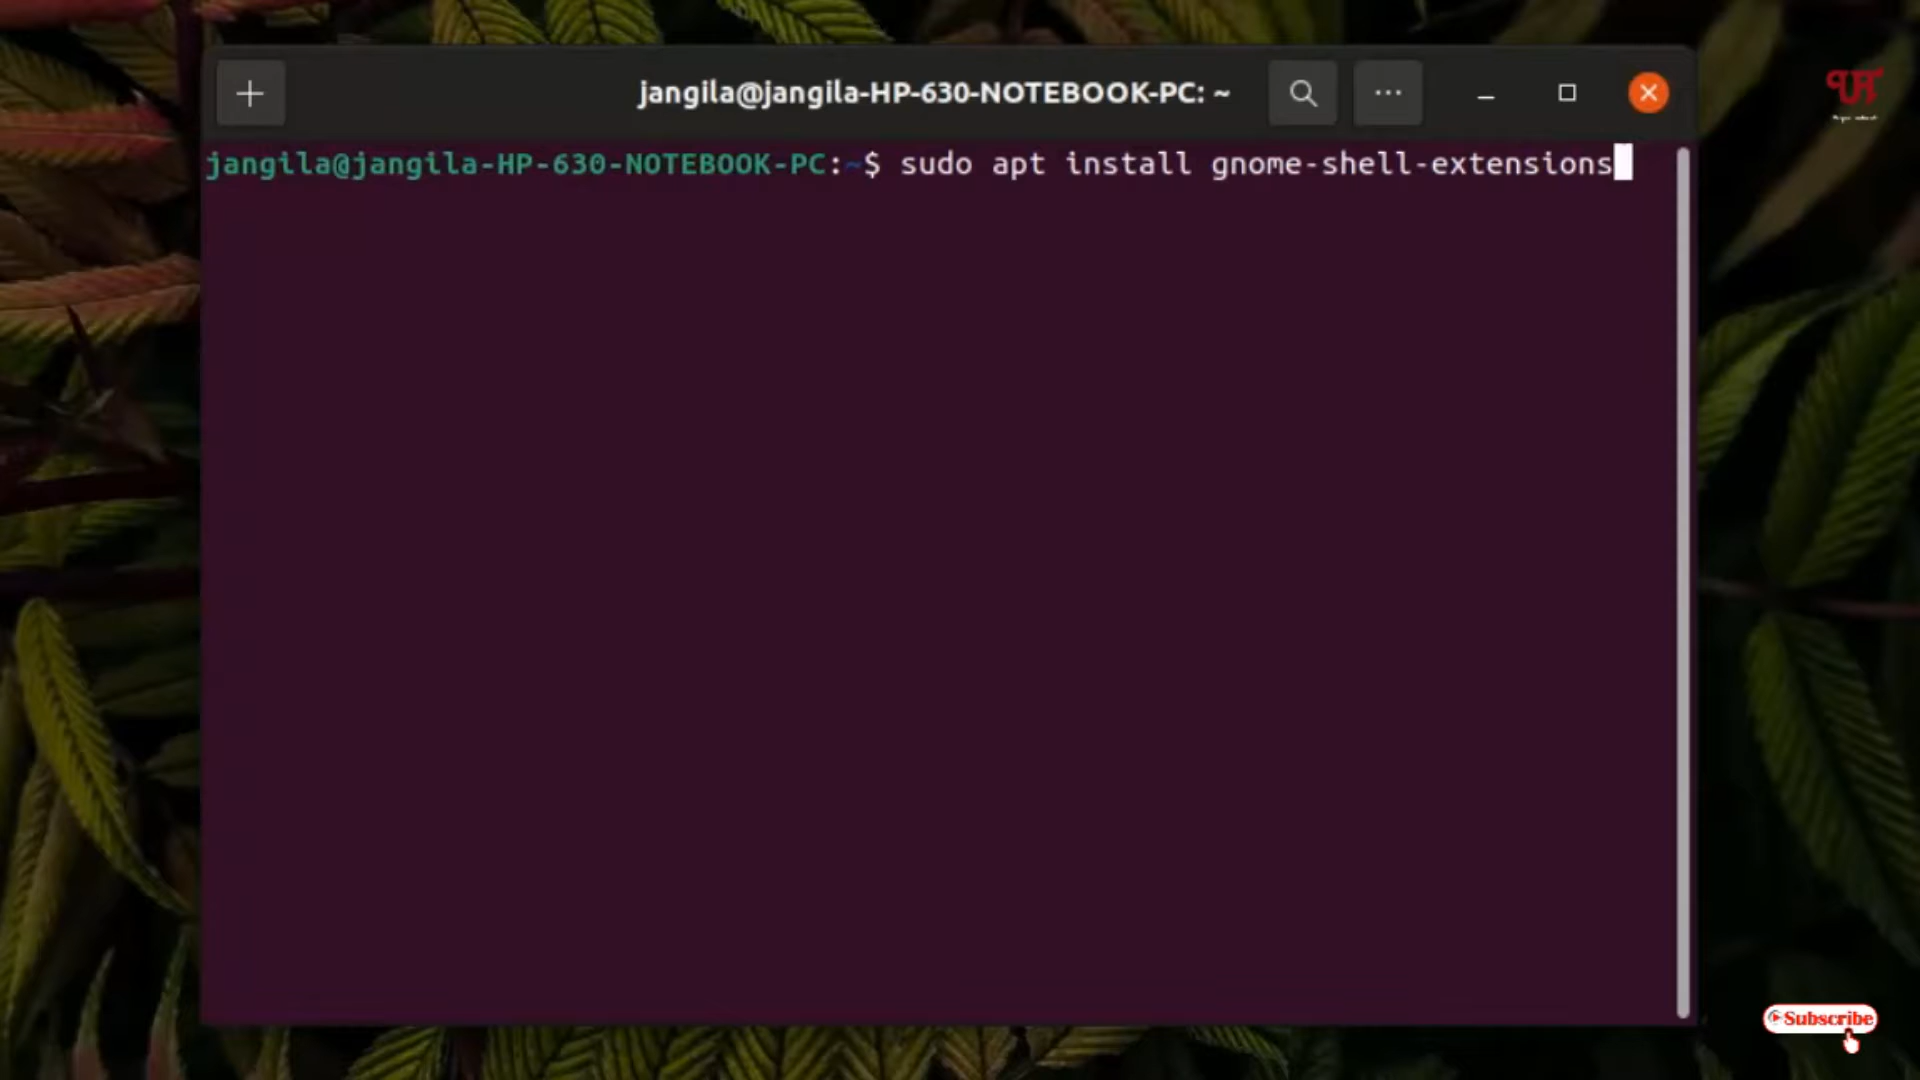 jangila@jangila-HP-630-NOTEBOOK-PC: ~
jangila@jangila-HP-630-NOTEBOOK-PC:~$ sudo apt install gnome-shell-extensions
Subscribe